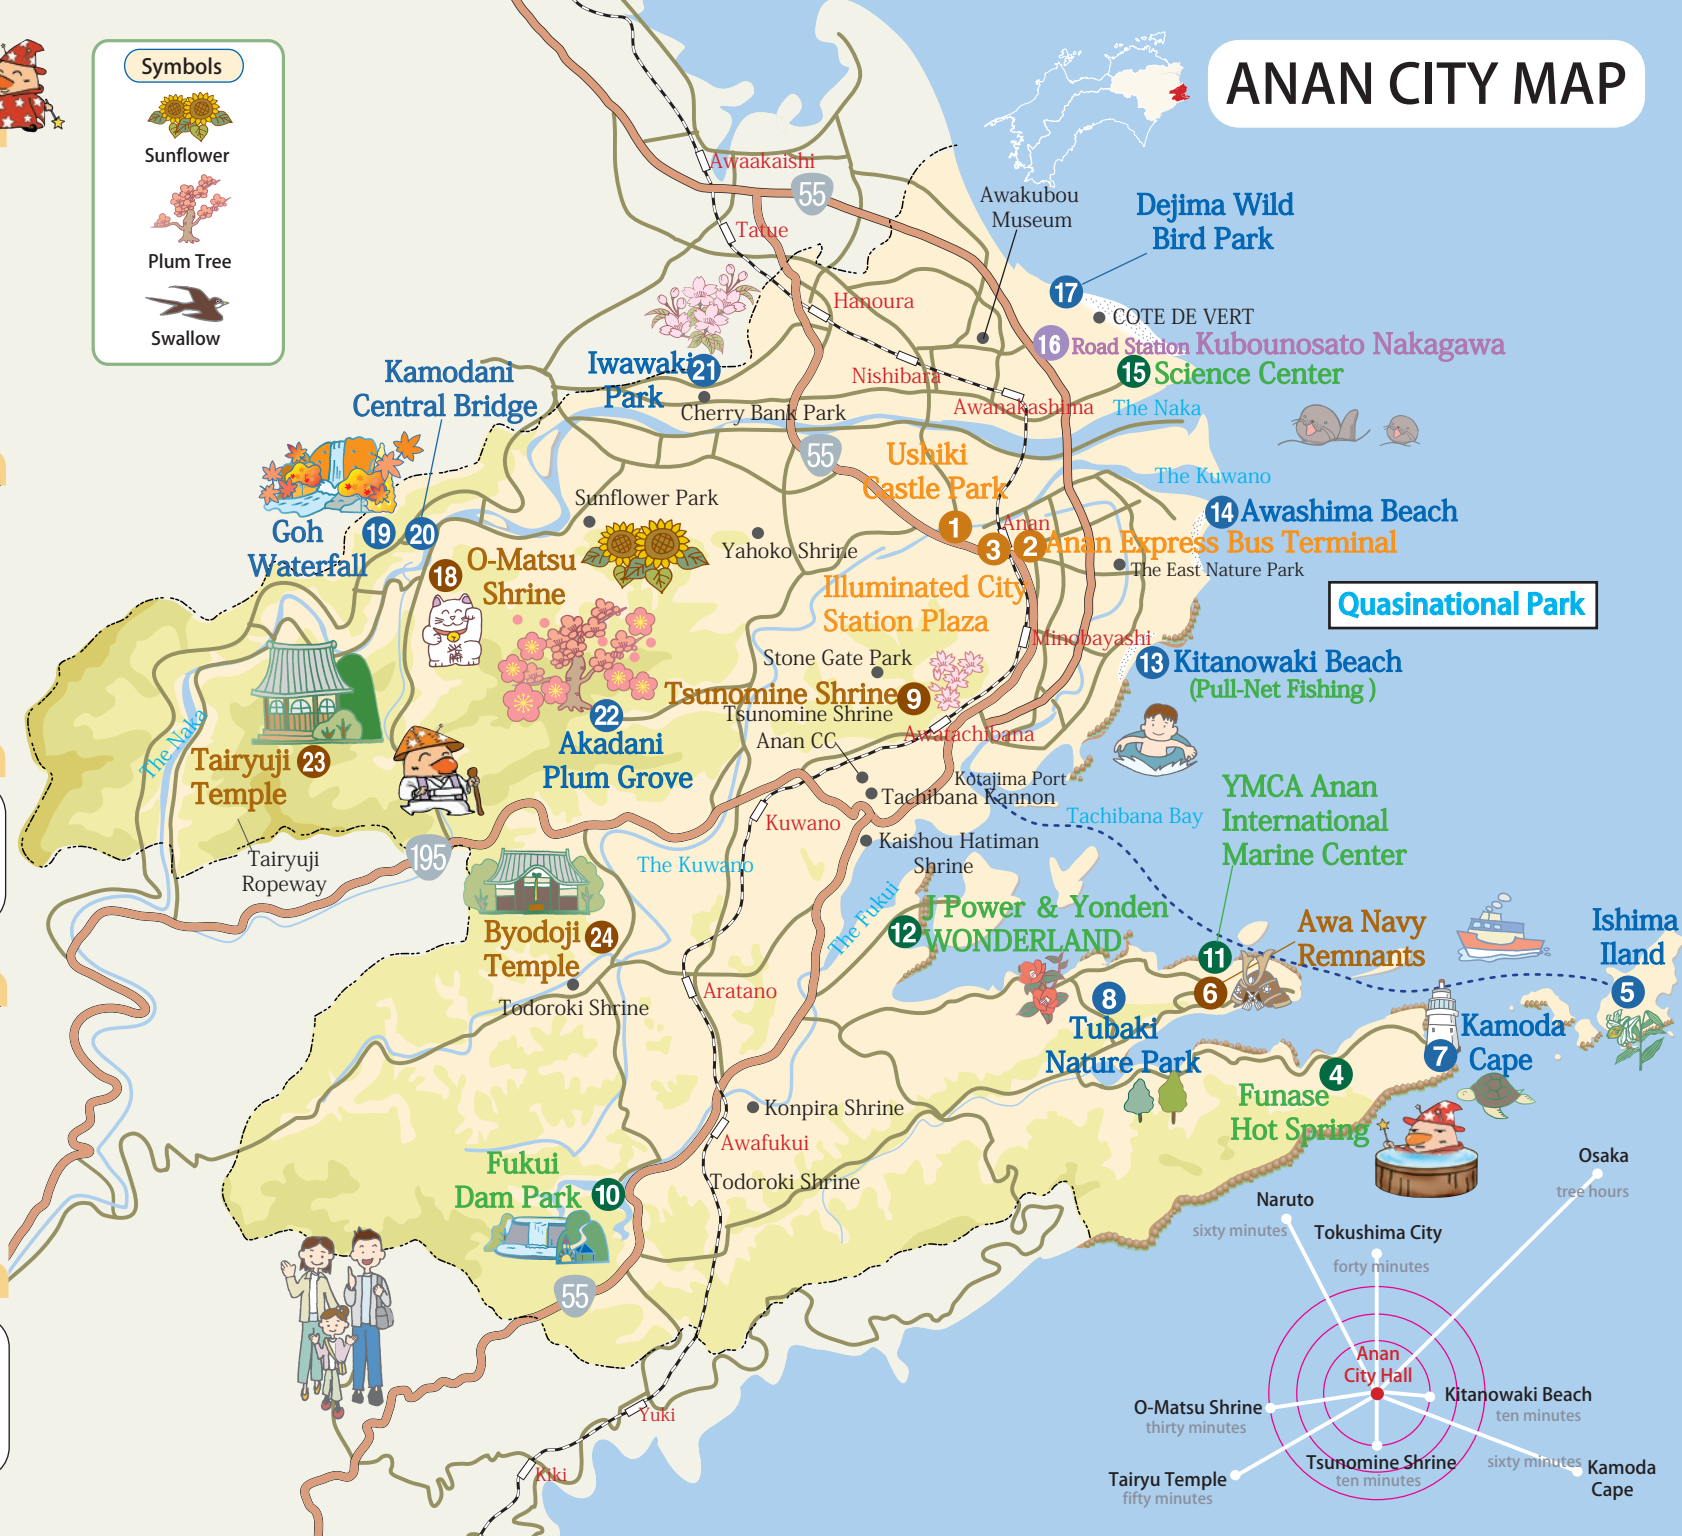 ANAN CITY MAP
Symbols
Sunflower
Plum Tree
Swallow
Awaakaishi
55
Tatue
Awakubou
Museum
Dejima Wild
Bird Park
17
Hanoura
COTE DE VERT
16 Road Station Kubounosato Nakagawa
15 Science Center
Iwawaki 21
Park
Cherry Bank Park
Kamodani
Central Bridge
Nishibara
Awanakashima
The Naka
55
Ushiki
Castle Park
The Kuwano
Sunflower Park
14 Awashima Beach
Goh
Waterfall
19
20
1
Anan
3
2 Anan Express Bus Terminal
Yahoko Shrine
The East Nature Park
18 O-Matsu
Shrine
Illuminated City
Station Plaza
Quasinational Park
Minobayashi
Stone Gate Park
13 Kitanowaki Beach
(Pull-Net Fishing )
Tsunomine Shrine 9
Tsunomine Shrine
22
Akadani
Plum Grove
Anan CC
Awatachibana
The Naka
Tairyuji 23
Temple
Kotajima Port
Tachibana Kannon
Tachibana Bay
YMCA Anan
International
Marine Center
Kuwano
Kaishou Hatiman
Shrine
195
Tairyuji
Ropeway
The Kuwano
The Fukui
12 J Power & Yonden
WONDERLAND
Byodoji 24
Temple
Todoroki Shrine
Aratano
11
6
Awa Navy
Remnants
Ishima
Iland
5
8
Tubaki
Nature Park
Kamoda
Cape
7
4
Funase
Hot Spring
Konpira Shrine
Awafukui
Todoroki Shrine
Fukui
Dam Park 10
55
Yuki
Kiki
Osaka
tree hours
Naruto
sixty minutes
Tokushima City
forty minutes
Anan
City Hall
Kitanowaki Beach
ten minutes
O-Matsu Shrine
thirty minutes
Tsunomine Shrine
ten minutes
sixty minutes
Kamoda
Cape
Tairyu Temple
fifty minutes